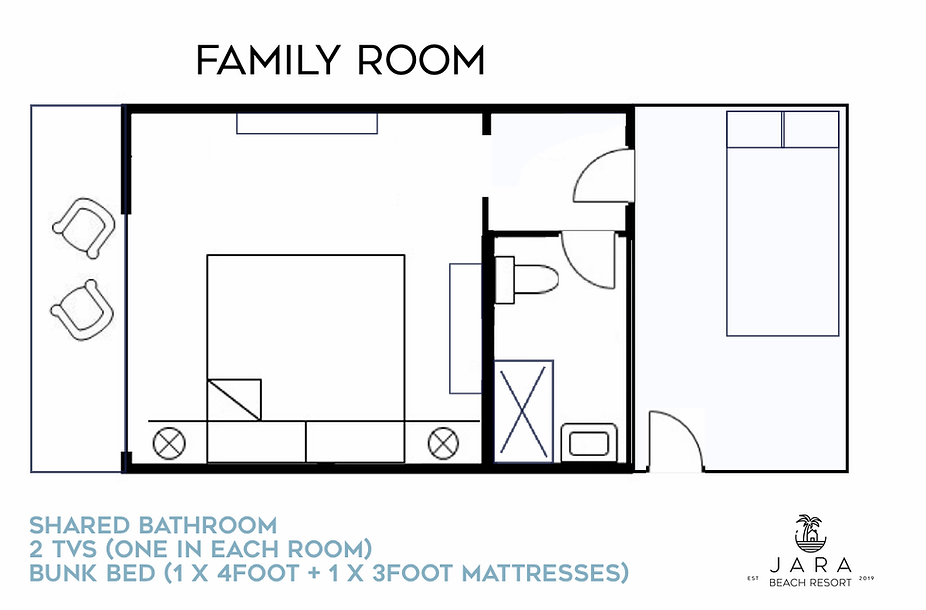 FAMILY ROOM
SHARED BATHROOM
2 TVS (ONE IN EACH ROOM)
BUNK BED (1 X 4FOOT + 1 X 3FOOT MATTRESSES)
JARA
EST BEACH RESORT 2019